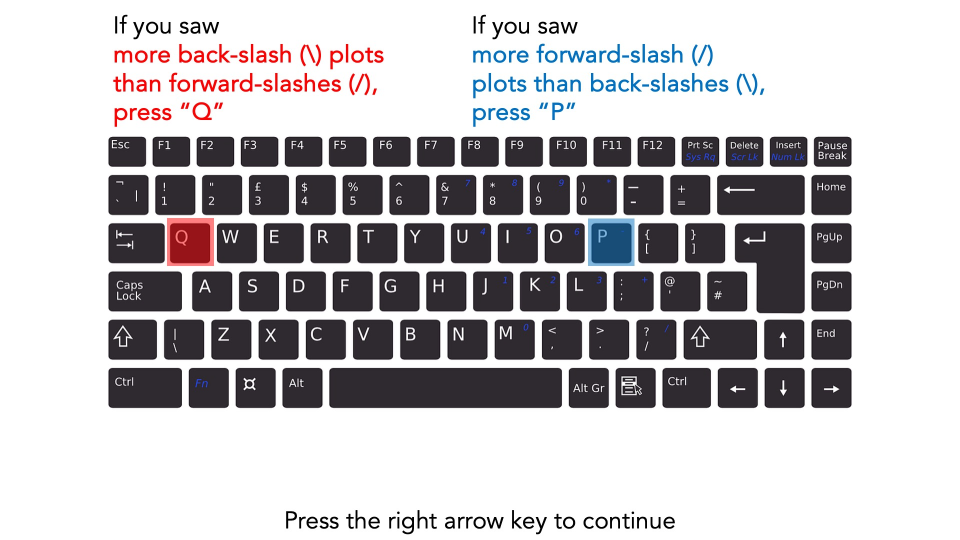 If you saw
more back-slash (\) plots
than forward-slashes (/),
press “Q”
If you saw
more forward-slash (/)
plots than back-slashes (\),
press “P”
Esc F1 F2 F3 F4 F5 F6 F7 F8 F9 F10 F11 F12 Prt Sc Sys Rq Delete Scr Lk Insert Num Lk Pause Break
¬ ` | ! 1 " 2 £ 3 $ 4 % 5 ^ 6 & 7 7 * 8 8 ( 9 9 ) 0 * — - + = Home
Q W E R T Y U 4 I 5 O 6 P { [ } ] PgUp
Caps Lock A S D F G H J 1 K 2 L 3 : ; + @ ' ~ # PgDn
| \ Z X C V B N M 0 < , > . ? / / End
Ctrl Fn Alt Alt Gr Ctrl
Press the right arrow key to continue